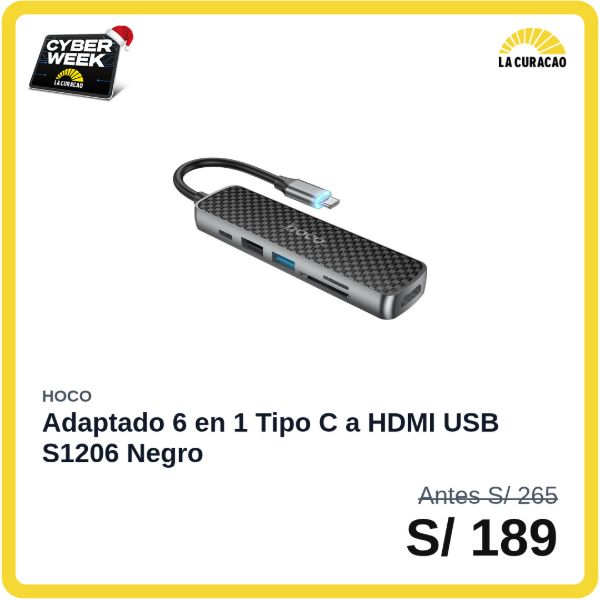 CYBER
WEEK
LA CURACAO
LA CURACAO
hoco
HOCO
Adaptado 6 en 1 Tipo C a HDMI USB
S1206 Negro
Antes S/ 265
S/ 189